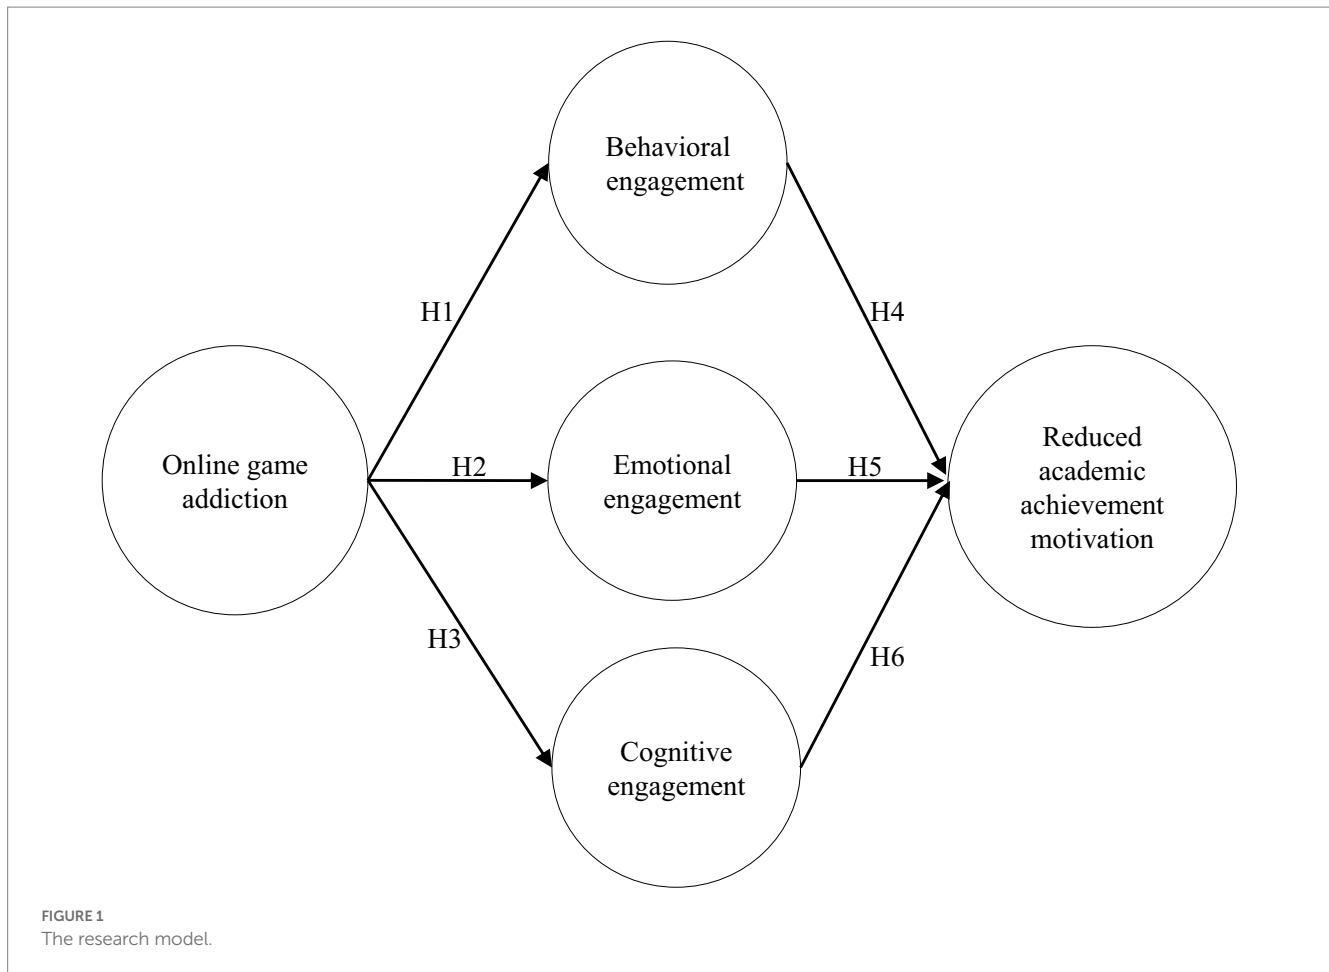 Behavioral
engagement
H1
H4
Online game
addiction
H2
Emotional
engagement
H5
Reduced
academic
achievement
motivation
H3
H6
Cognitive
engagement
FIGURE 1
The research model.